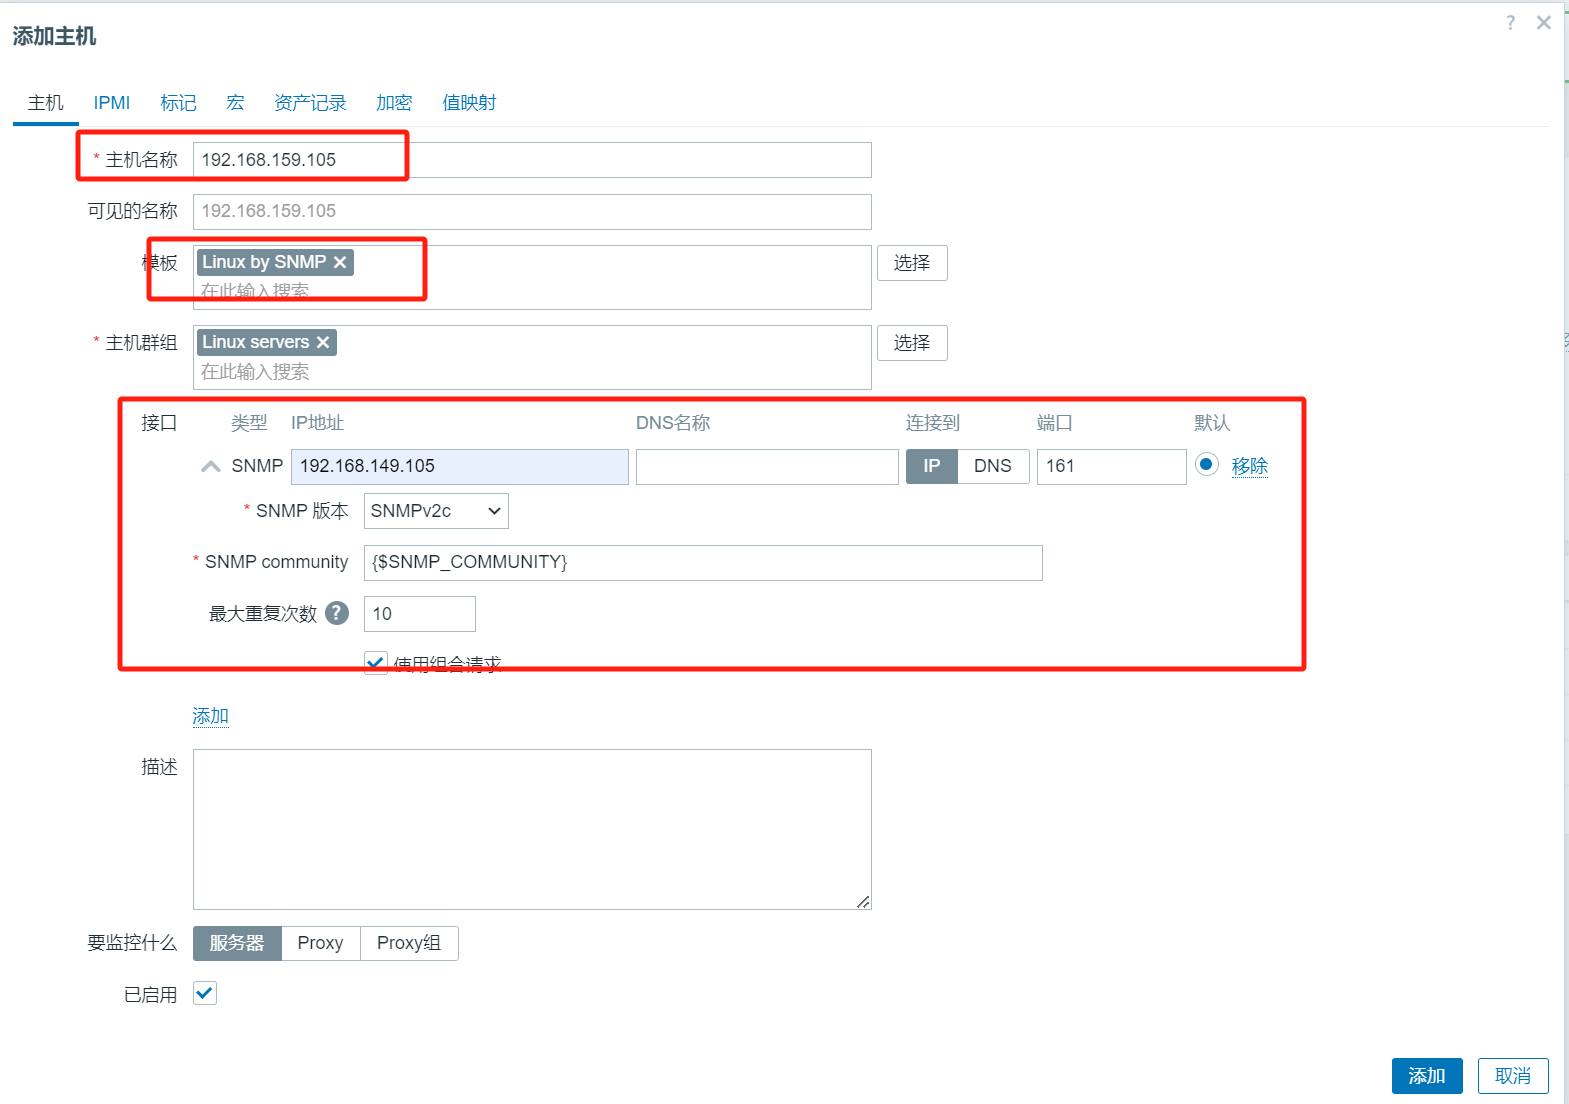 添加主机
?
主机 IPMI 标记 宏 资产记录 加密 值映射
* 主机名称 192.168.159.105
可见的名称 192.168.159.105
模板 Linux by SNMP 选择
在此输入搜索
* 主机群组 Linux servers 选择
在此输入搜索
接口 类型 IP地址 DNS名称 连接到 端口 默认
SNMP 192.168.149.105 IP DNS 161 移除
* SNMP 版本 SNMPv2c
* SNMP community {$SNMP_COMMUNITY}
最大重复次数 ? 10
使用组合请求
添加
描述
要监控什么 服务器 Proxy Proxy组
已启用
添加 取消